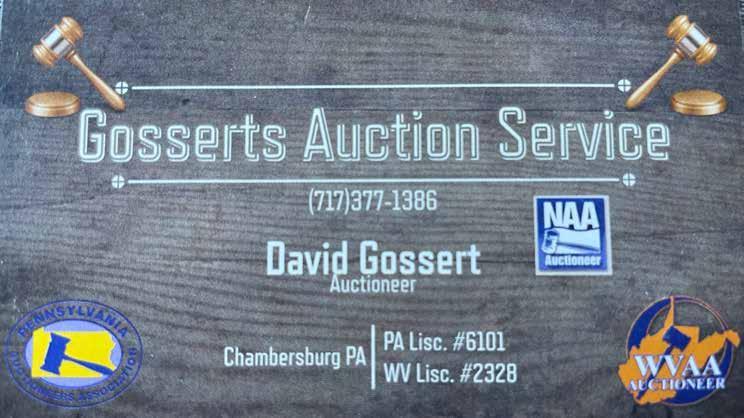 Gosserts Auction Service
(717)377-1386
NAA
Auctioneer
David Gossert
Auctioneer
PENNSYLVANIA
AUCTIONEERS ASSOCIATION
Chambersburg PA
PA Lisc. #6101
WV Lisc. #2328
WVAA
AUCTIONEER